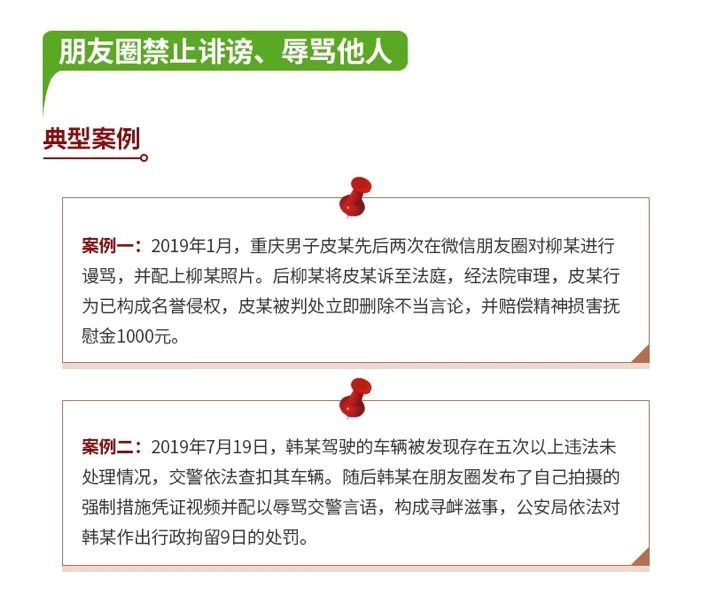 朋友圈禁止诽谤、辱骂他人
典型案例
案例一：2019年1月，重庆男子皮某先后两次在微信朋友圈对柳某进行
谩骂，并配上柳某照片。后柳某将皮某诉至法庭，经法院审理，皮某行
为已构成名誉侵权，皮某被判处立即删除不当言论，并赔偿精神损害抚
慰金1000元。
案例二：2019年7月19日，韩某驾驶的车辆被发现存在五次以上违法未
处理情况，交警依法查扣其车辆。随后韩某在朋友圈发布了自己拍摄的
强制措施凭证视频并配以辱骂交警言语，构成寻衅滋事，公安局依法对
韩某作出行政拘留9日的处罚。